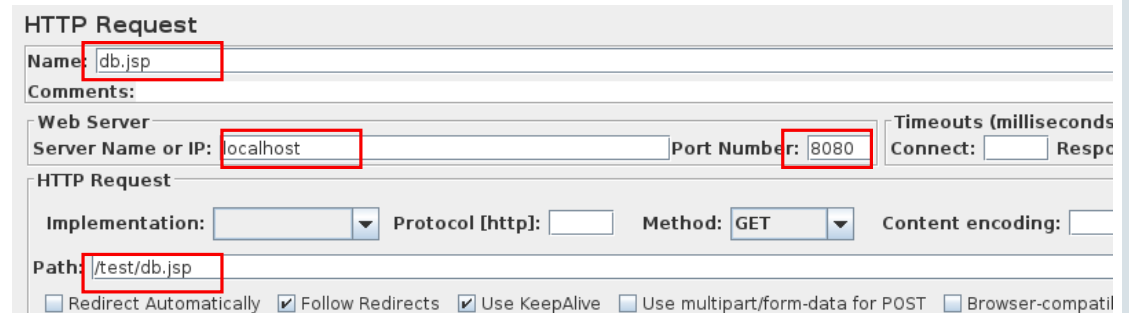 HTTP Request
Name: db.jsp
Comments:
Web Server
Timeouts (milliseconds
Server Name or IP: localhost Port Number: 8080 Connect: Respo
HTTP Request
Implementation: Protocol [http]: Method: GET Content encoding:
Path: /test/db.jsp
Redirect Automatically Follow Redirects Use KeepAlive Use multipart/form-data for POST Browser-compatil